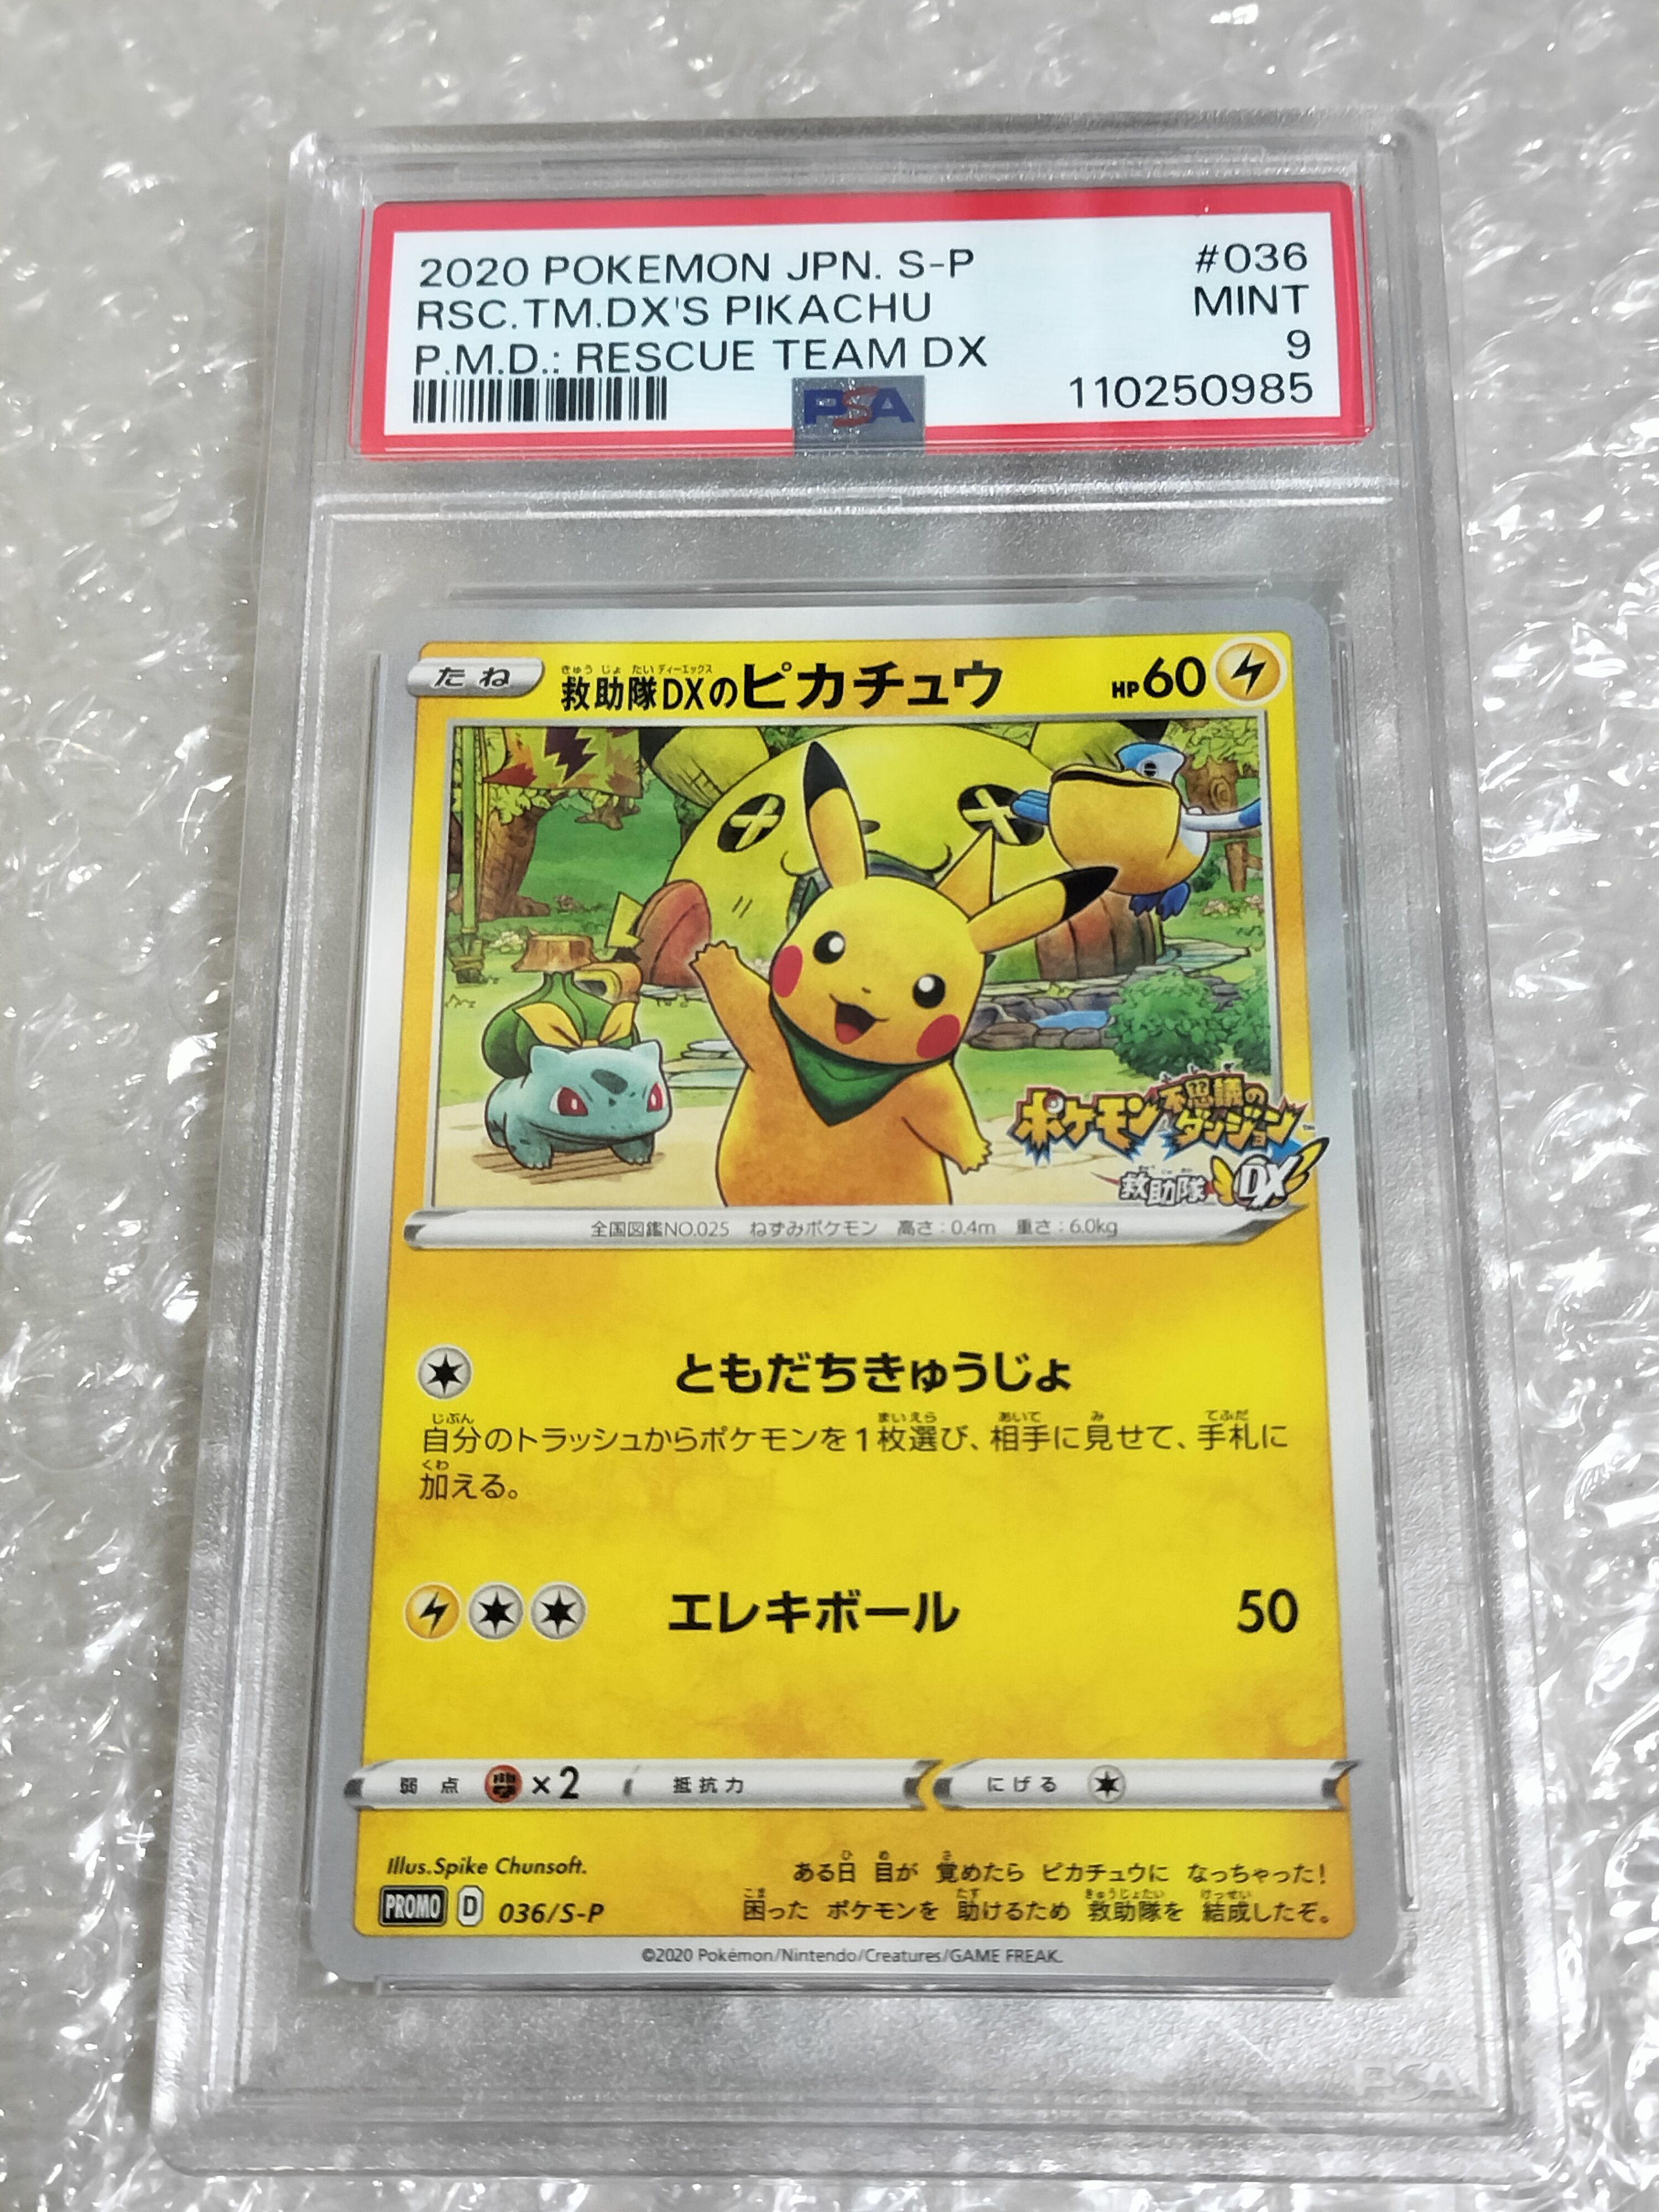 2020 POKEMON JPN. S-P #036
RSC.TM.DX'S PIKACHU MINT
P.M.D.: RESCUE TEAM DX 9
PSA 110250985
たね 救助隊DXのピカチュウ HP60
きゅうじょたいディーエックス
ポケモン不思議のダンジョン
救助隊DX
全国図鑑NO.025 ねずみポケモン 高さ:0.4m 重さ:6.0kg
ともだちきゅうじょ
じぶん まいえら あいて み てふだ
自分のトラッシュからポケモンを1枚選び、相手に見せて、手札に
くわ
加える。
エレキボール 50
弱点 ×2 抵抗力 にげる
Illus.Spike Chunsoft.
ひ め さ
ある日 目が 覚めたら ピカチュウに なっちゃった!
こま たす きゅうじょたい けっせい
困った ポケモンを 助けるため 救助隊を 結成したぞ。
PROMO D 036/S-P
©2020 Pokémon/Nintendo/Creatures/GAME FREAK.
PSA